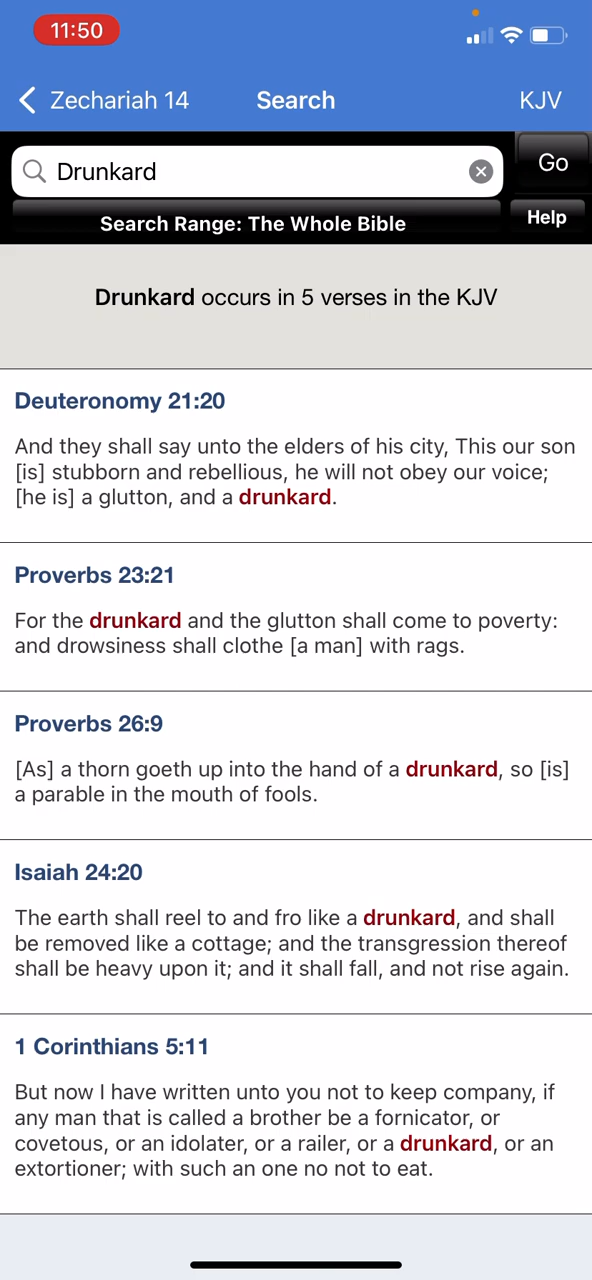 11:50
Zechariah 14
Search
KJV
Drunkard
Go
Search Range: The Whole Bible
Help
Drunkard occurs in 5 verses in the KJV
Deuteronomy 21:20
And they shall say unto the elders of his city, This our son
[is] stubborn and rebellious, he will not obey our voice;
[he is] a glutton, and a drunkard.
Proverbs 23:21
For the drunkard and the glutton shall come to poverty:
and drowsiness shall clothe [a man] with rags.
Proverbs 26:9
[As] a thorn goeth up into the hand of a drunkard, so [is]
a parable in the mouth of fools.
Isaiah 24:20
The earth shall reel to and fro like a drunkard, and shall
be removed like a cottage; and the transgression thereof
shall be heavy upon it; and it shall fall, and not rise again.
1 Corinthians 5:11
But now I have written unto you not to keep company, if
any man that is called a brother be a fornicator, or
covetous, or an idolater, or a railer, or a drunkard, or an
extortioner; with such an one no not to eat.